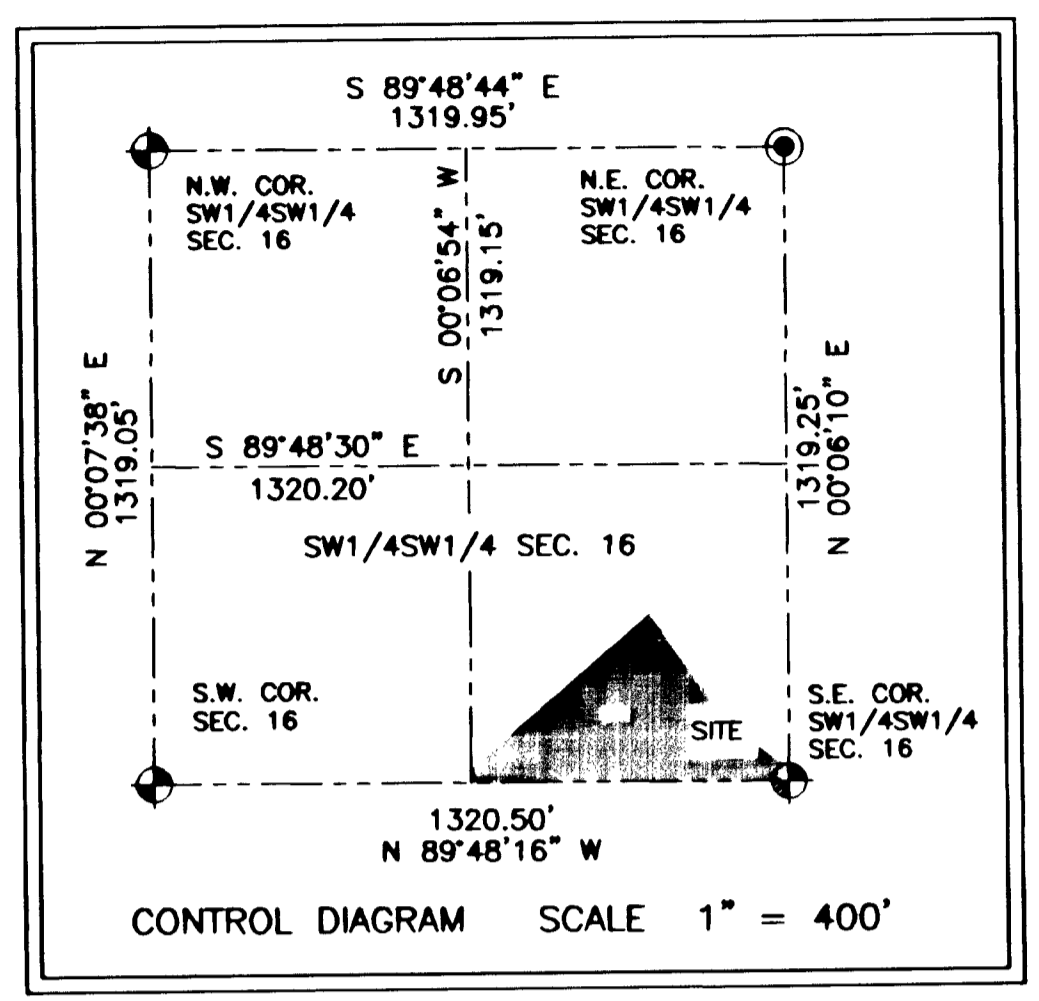 S 89°48'44" E
1319.95'
N.W. COR.
SW1/4SW1/4
SEC. 16
S 00°06'54" W
1319.15'
N.E. COR.
SW1/4SW1/4
SEC. 16
N 00°07'38" E
1319.05'
S 89°48'30" E
1320.20'
1319.25'
N 00°06'10" E
SW1/4SW1/4 SEC. 16
S.W. COR.
SEC. 16
SITE
S.E. COR.
SW1/4SW1/4
SEC. 16
1320.50'
N 89°48'16" W
CONTROL DIAGRAM SCALE 1" = 400'